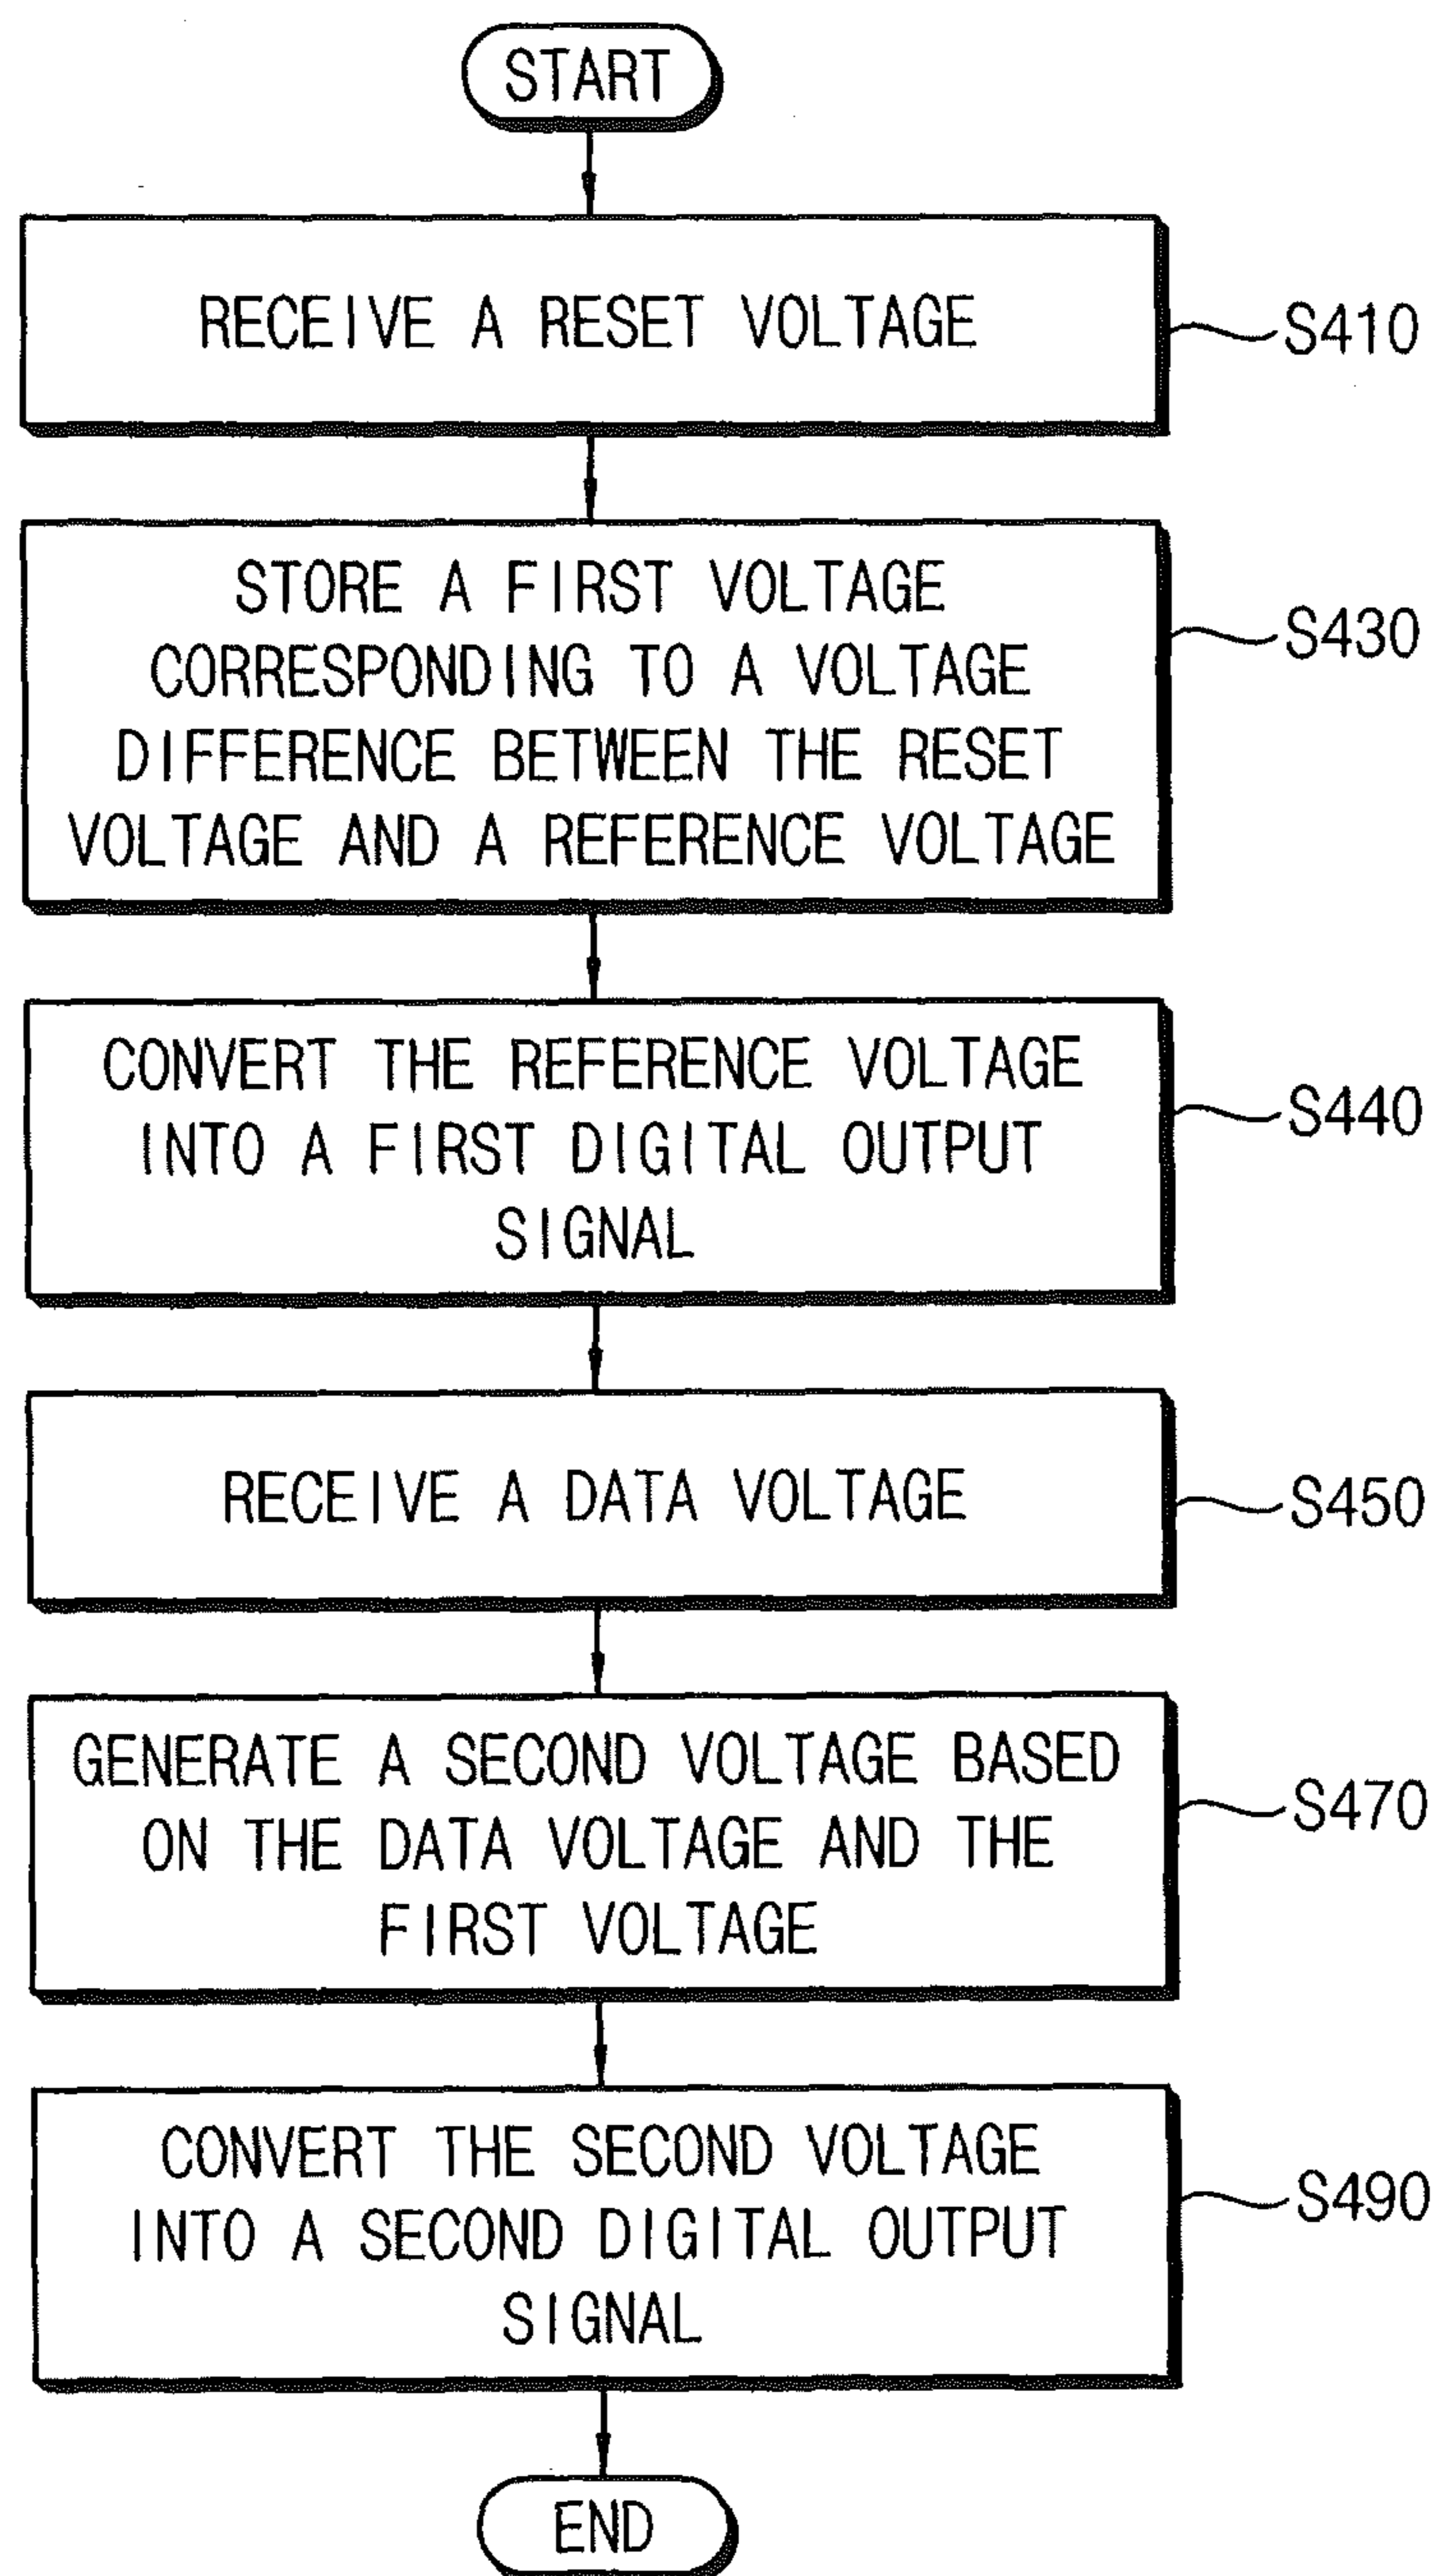 START
RECEIVE A RESET VOLTAGE
S410
STORE A FIRST VOLTAGE
CORRESPONDING TO A VOLTAGE
DIFFERENCE BETWEEN THE RESET
VOLTAGE AND A REFERENCE VOLTAGE
S430
CONVERT THE REFERENCE VOLTAGE
INTO A FIRST DIGITAL OUTPUT
SIGNAL
S440
RECEIVE A DATA VOLTAGE
S450
GENERATE A SECOND VOLTAGE BASED
ON THE DATA VOLTAGE AND THE
FIRST VOLTAGE
S470
CONVERT THE SECOND VOLTAGE
INTO A SECOND DIGITAL OUTPUT
SIGNAL
S490
END